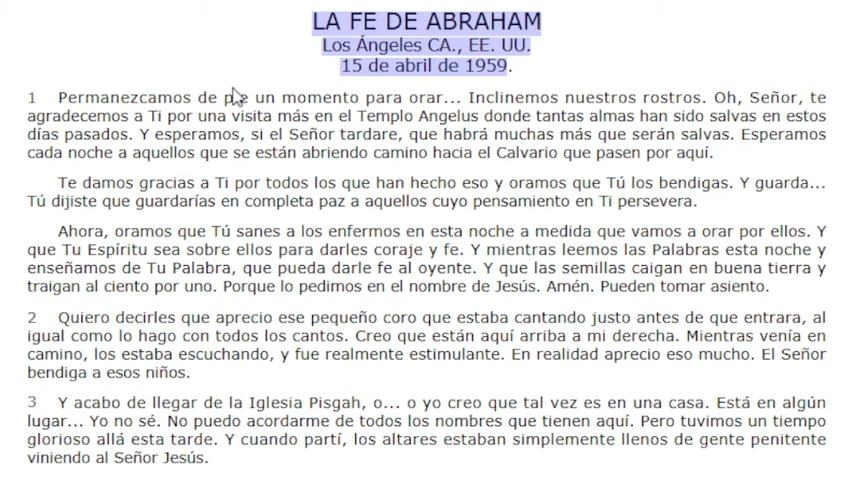 LA FE DE ABRAHAM
Los Ángeles CA., EE. UU.
15 de abril de 1959.
1 Permanezcamos de pie un momento para orar... Inclinemos nuestros rostros. Oh, Señor, te
agradecemos a Ti por una visita más en el Templo Angelus donde tantas almas han sido salvas en estos
días pasados. Y esperamos, si el Señor tardare, que habrá muchas más que serán salvas. Esperamos
cada noche a aquellos que se están abriendo camino hacia el Calvario que pasen por aquí.
Te damos gracias a Ti por todos los que han hecho eso y oramos que Tú los bendigas. Y guarda...
Tú dijiste que guardarías en completa paz a aquellos cuyo pensamiento en Ti persevera.
Ahora, oramos que Tú sanes a los enfermos en esta noche a medida que vamos a orar por ellos. Y
que Tu Espíritu sea sobre ellos para darles coraje y fe. Y mientras leemos las Palabras esta noche y
enseñamos de Tu Palabra, que pueda darle fe al oyente. Y que las semillas caigan en buena tierra y
traigan al ciento por uno. Porque lo pedimos en el nombre de Jesús. Amén. Pueden tomar asiento.
2 Quiero decirles que aprecio ese pequeño coro que estaba cantando justo antes de que entrara, al
igual como lo hago con todos los cantos. Creo que están aquí arriba a mi derecha. Mientras venía en
camino, los estaba escuchando, y fue realmente estimulante. En realidad aprecio eso mucho. El Señor
bendiga a esos niños.
3 Y acabo de llegar de la Iglesia Pisgah, o... o yo creo que tal vez es en una casa. Está en algún
lugar... Yo no sé. No puedo acordarme de todos los nombres que tienen aquí. Pero tuvimos un tiempo
glorioso allá esta tarde. Y cuando partí, los altares estaban simplemente llenos de gente penitente
viniendo al Señor Jesús.